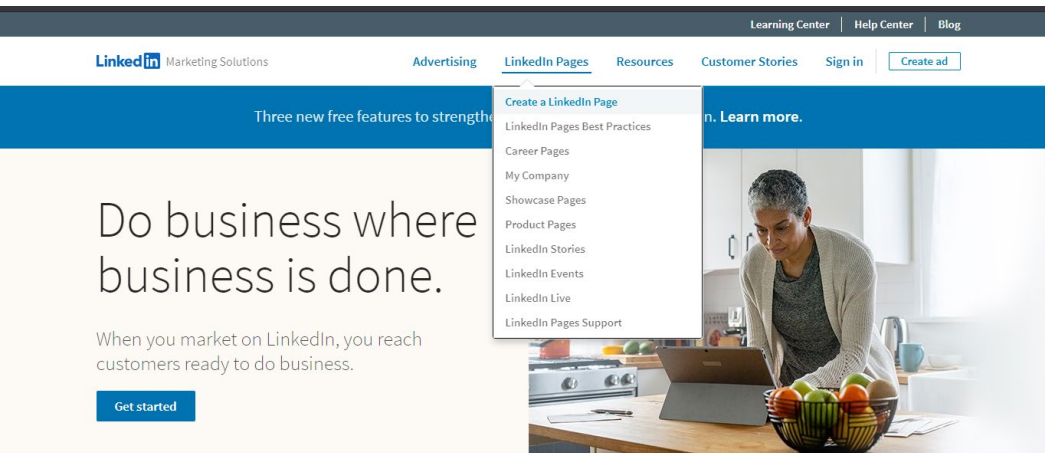 Learning Center | Help Center | Blog
Linked in Marketing Solutions
Advertising LinkedIn Pages Resources Customer Stories Sign in Create ad
Create a LinkedIn Page
LinkedIn Pages Best Practices
Career Pages
My Company
Showcase Pages
Product Pages
LinkedIn Stories
LinkedIn Events
LinkedIn Live
LinkedIn Pages Support
Three new free features to n. Learn more.
Do business where
business is done.
When you market on LinkedIn, you reach
customers ready to do business.
Get started